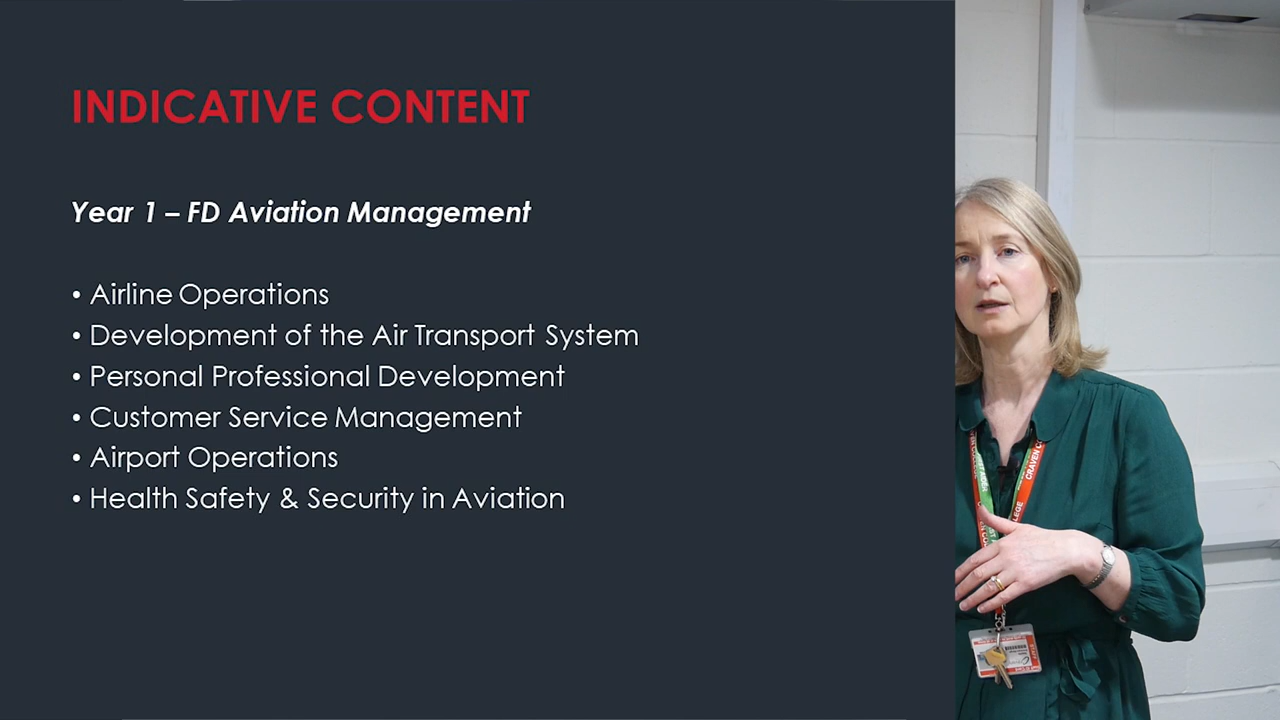 INDICATIVE CONTENT
Year 1 – FD Aviation Management
• Airline Operations
• Development of the Air Transport System
• Personal Professional Development
• Customer Service Management
• Airport Operations
• Health Safety & Security in Aviation
CRAVEN C